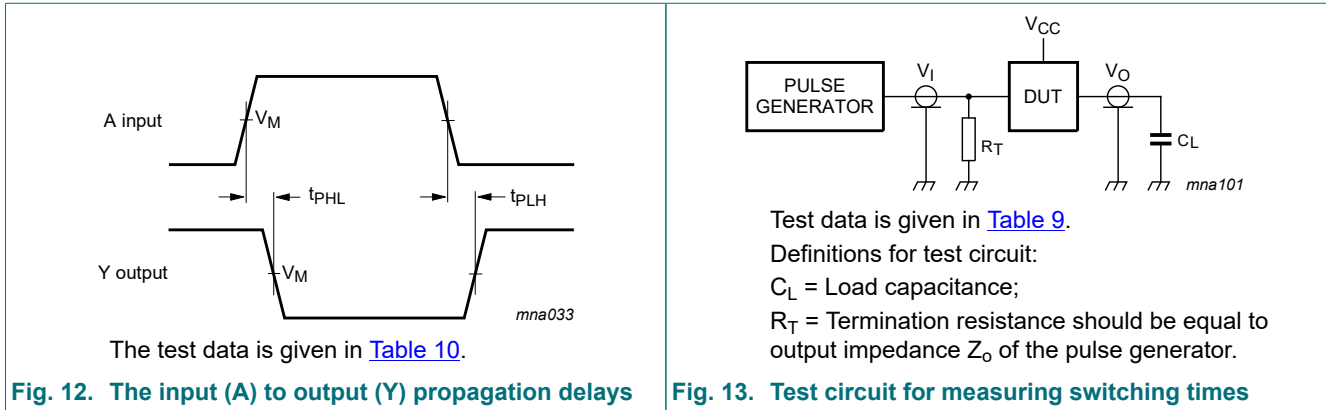 A input
V_M
t_PHL
t_PLH
Y output
V_M
mna033
The test data is given in Table 10.
Fig. 12. The input (A) to output (Y) propagation delays
V_CC
PULSE
GENERATOR
V_I
DUT
V_O
R_T
C_L
mna101
Test data is given in Table 9.
Definitions for test circuit:
C_L = Load capacitance;
R_T = Termination resistance should be equal to
output impedance Z_o of the pulse generator.
Fig. 13. Test circuit for measuring switching times